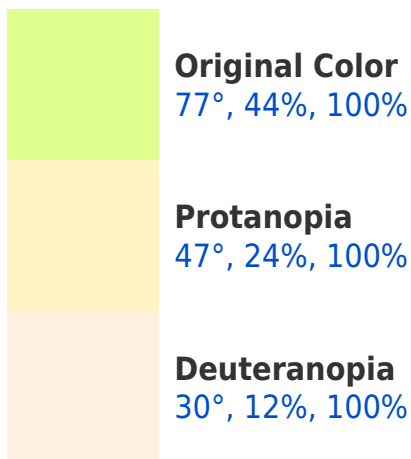 Original Color
77°, 44%, 100%
Protanopia
47°, 24%, 100%
Deuteranopia
30°, 12%, 100%